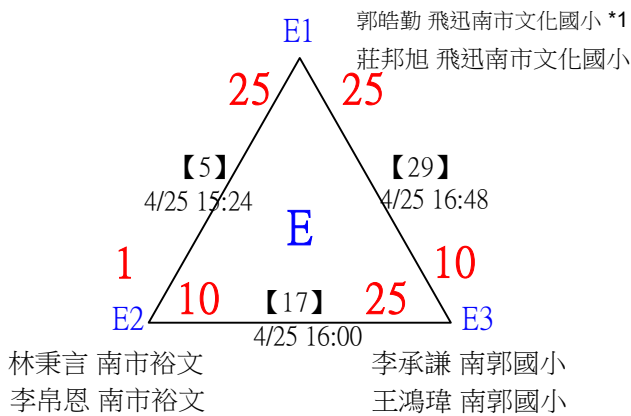 E1
郭皓勤 飛迅南市文化國小 *1
莊邦旭 飛迅南市文化國小
25
25
【5】
4/25 15:24
【29】
4/25 16:48
E
1
10
10
【17】
25
E2
4/25 16:00
E3
林秉言 南市裕文
李帛恩 南市裕文
李承謙 南郭國小
王鴻瑋 南郭國小